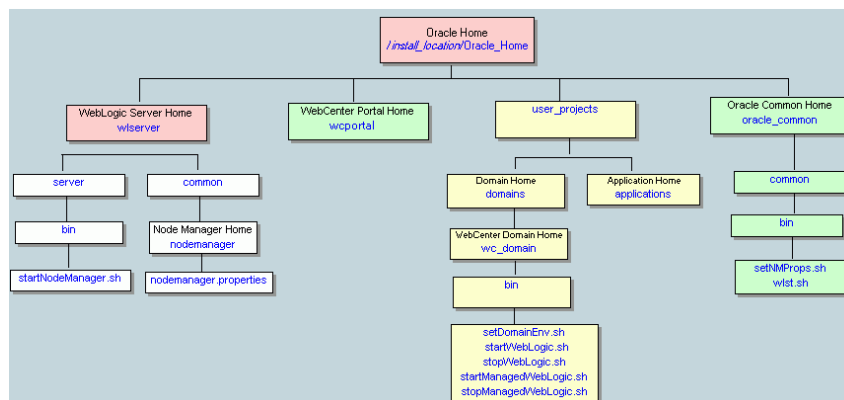 Oracle Home
/install_location/Oracle_Home
WebLogic Server Home
wlserver
WebCenter Portal Home
wcportal
user_projects
Oracle Common Home
oracle_common
server
common
Domain Home
domains
Application Home
applications
common
bin
Node Manager Home
nodemanager
WebCenter Domain Home
wc_domain
bin
startNodeManager.sh
nodemanager.properties
bin
setNMProps.sh
wlst.sh
setDomainEnv.sh
startWebLogic.sh
stopWebLogic.sh
startManagedWebLogic.sh
stopManagedWebLogic.sh